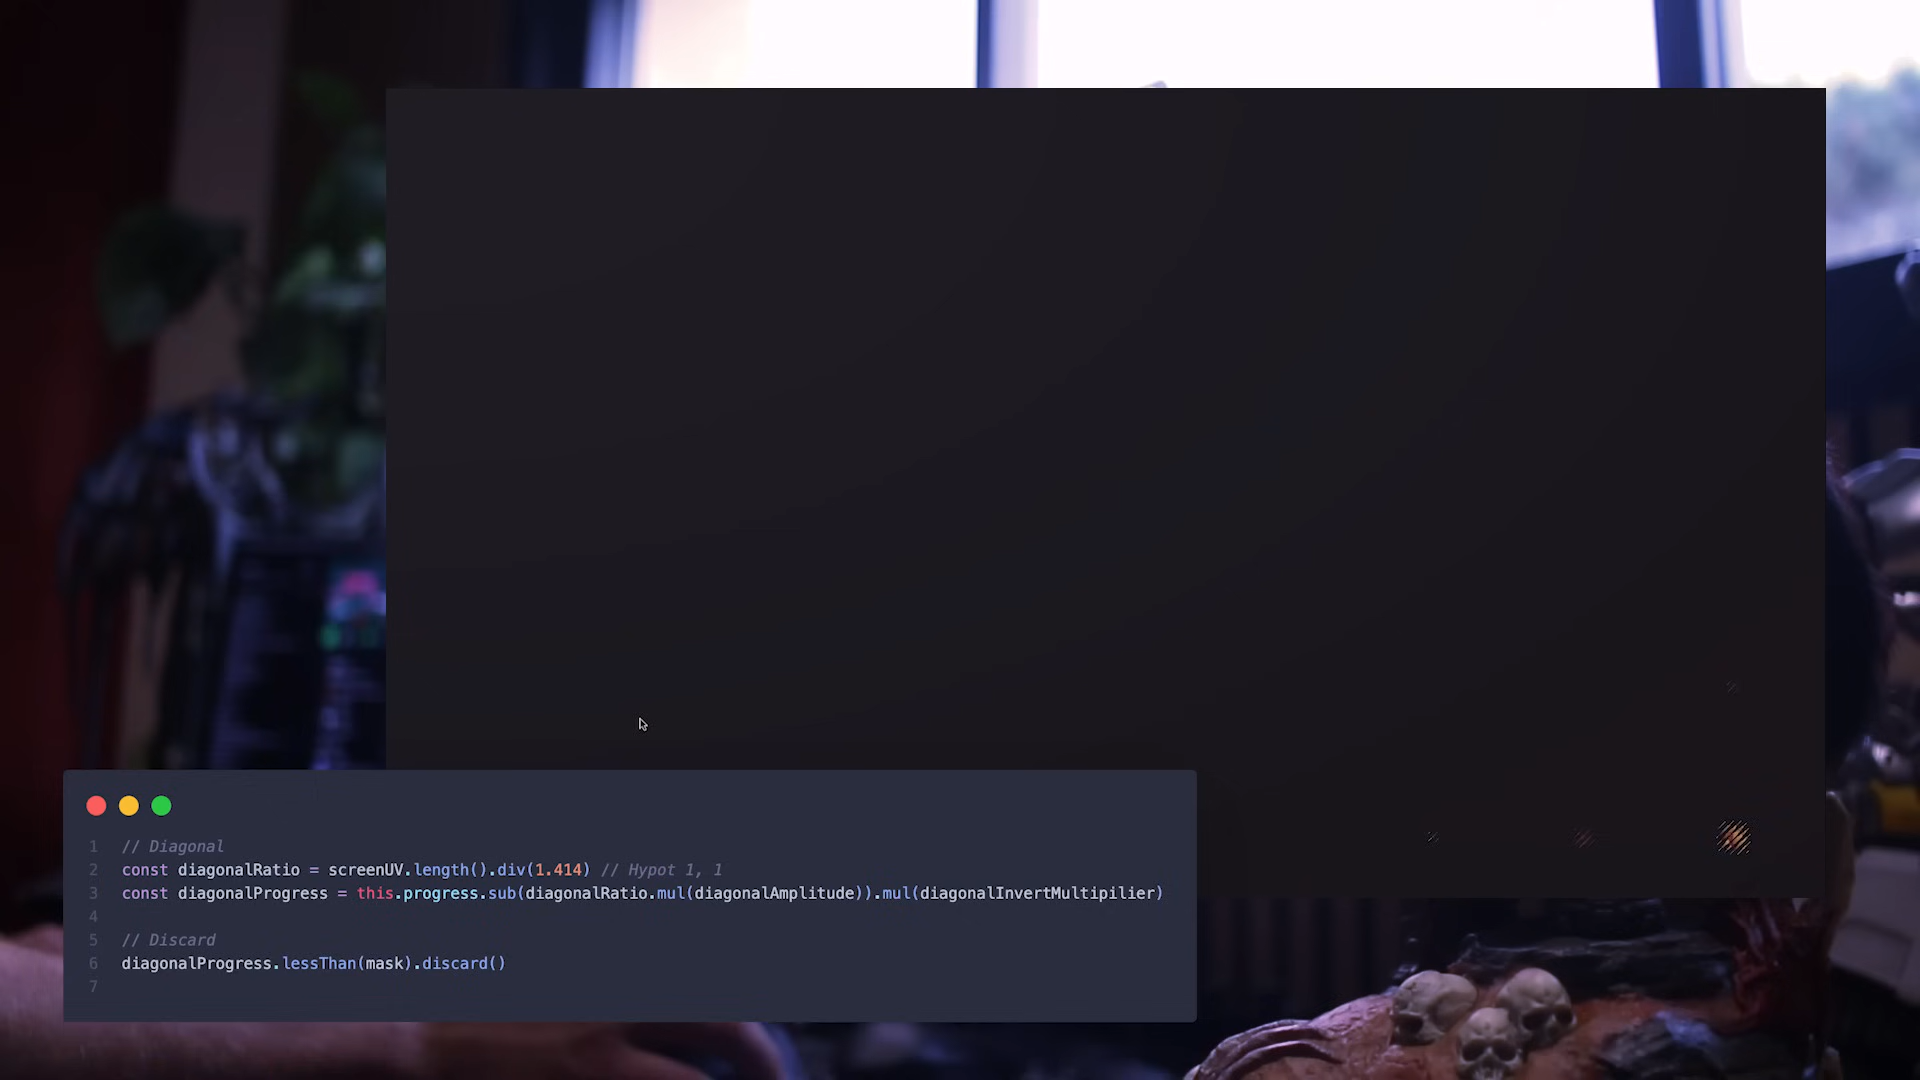 1 // Diagonal
2 const diagonalRatio = screenUV.length().div(1.414) // Hypot 1, 1
3 const diagonalProgress = this.progress.sub(diagonalRatio.mul(diagonalAmplitude)).mul(diagonalInvertMultipilier)
4
5 // Discard
6 diagonalProgress.lessThan(mask).discard()
7